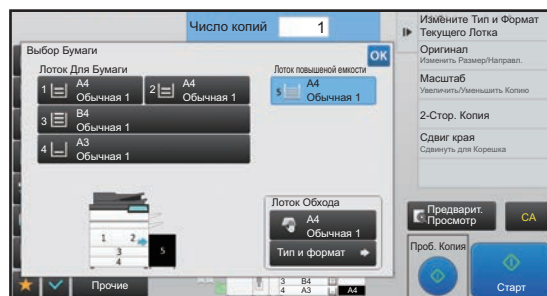 Число копий 1
Измените Тип и Формат
Текущего Лотка
Выбор Бумаги
OK
Лоток Для Бумаги
Лоток повышеной емкости
1 A4
Обычная 1
2 A4
Обычная 1
5 A4
Обычная 1
3 B4
Обычная 1
4 A3
Обычная 1
1 2
3
4
5
Лоток Обхода
A4
Обычная 1
Тип и формат
Оригинал
Изменить Размер/Направл.
Масштаб
Увеличить/Уменьшить Копию
2-Стор. Копия
Сдвиг края
Сдвинуть для Корешка
Предварит.
Просмотр
CA
Проб. Копия
Старт
Прочие
3 B4
4 A3 A4